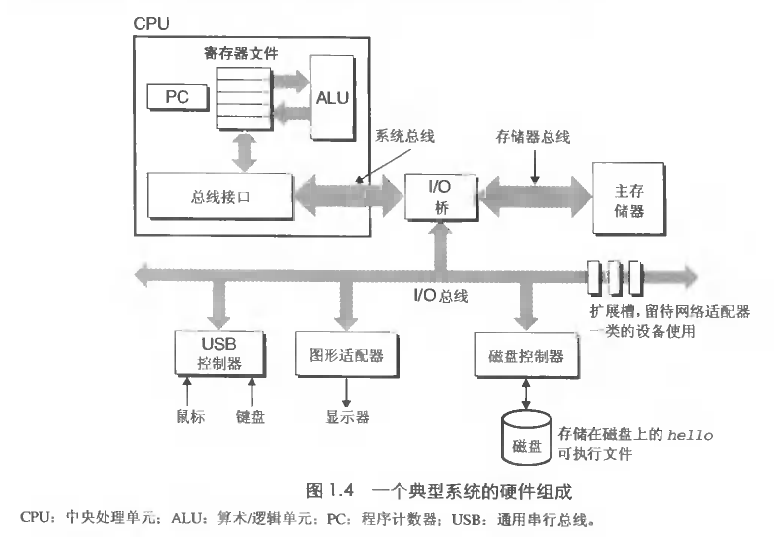 CPU
寄存器文件
PC
ALU
系统总线
存储器总线
总线接口
I/O
桥
主存
储器
I/O总线
扩展槽，留待网络适配器
一类的设备使用
USB
控制器
图形适配器
磁盘控制器
鼠标
键盘
显示器
磁盘
存储在磁盘上的hello
可执行文件
图1.4 一个典型系统的硬件组成
CPU：中央处理单元；ALU：算术/逻辑单元；PC：程序计数器；USB：通用串行总线。